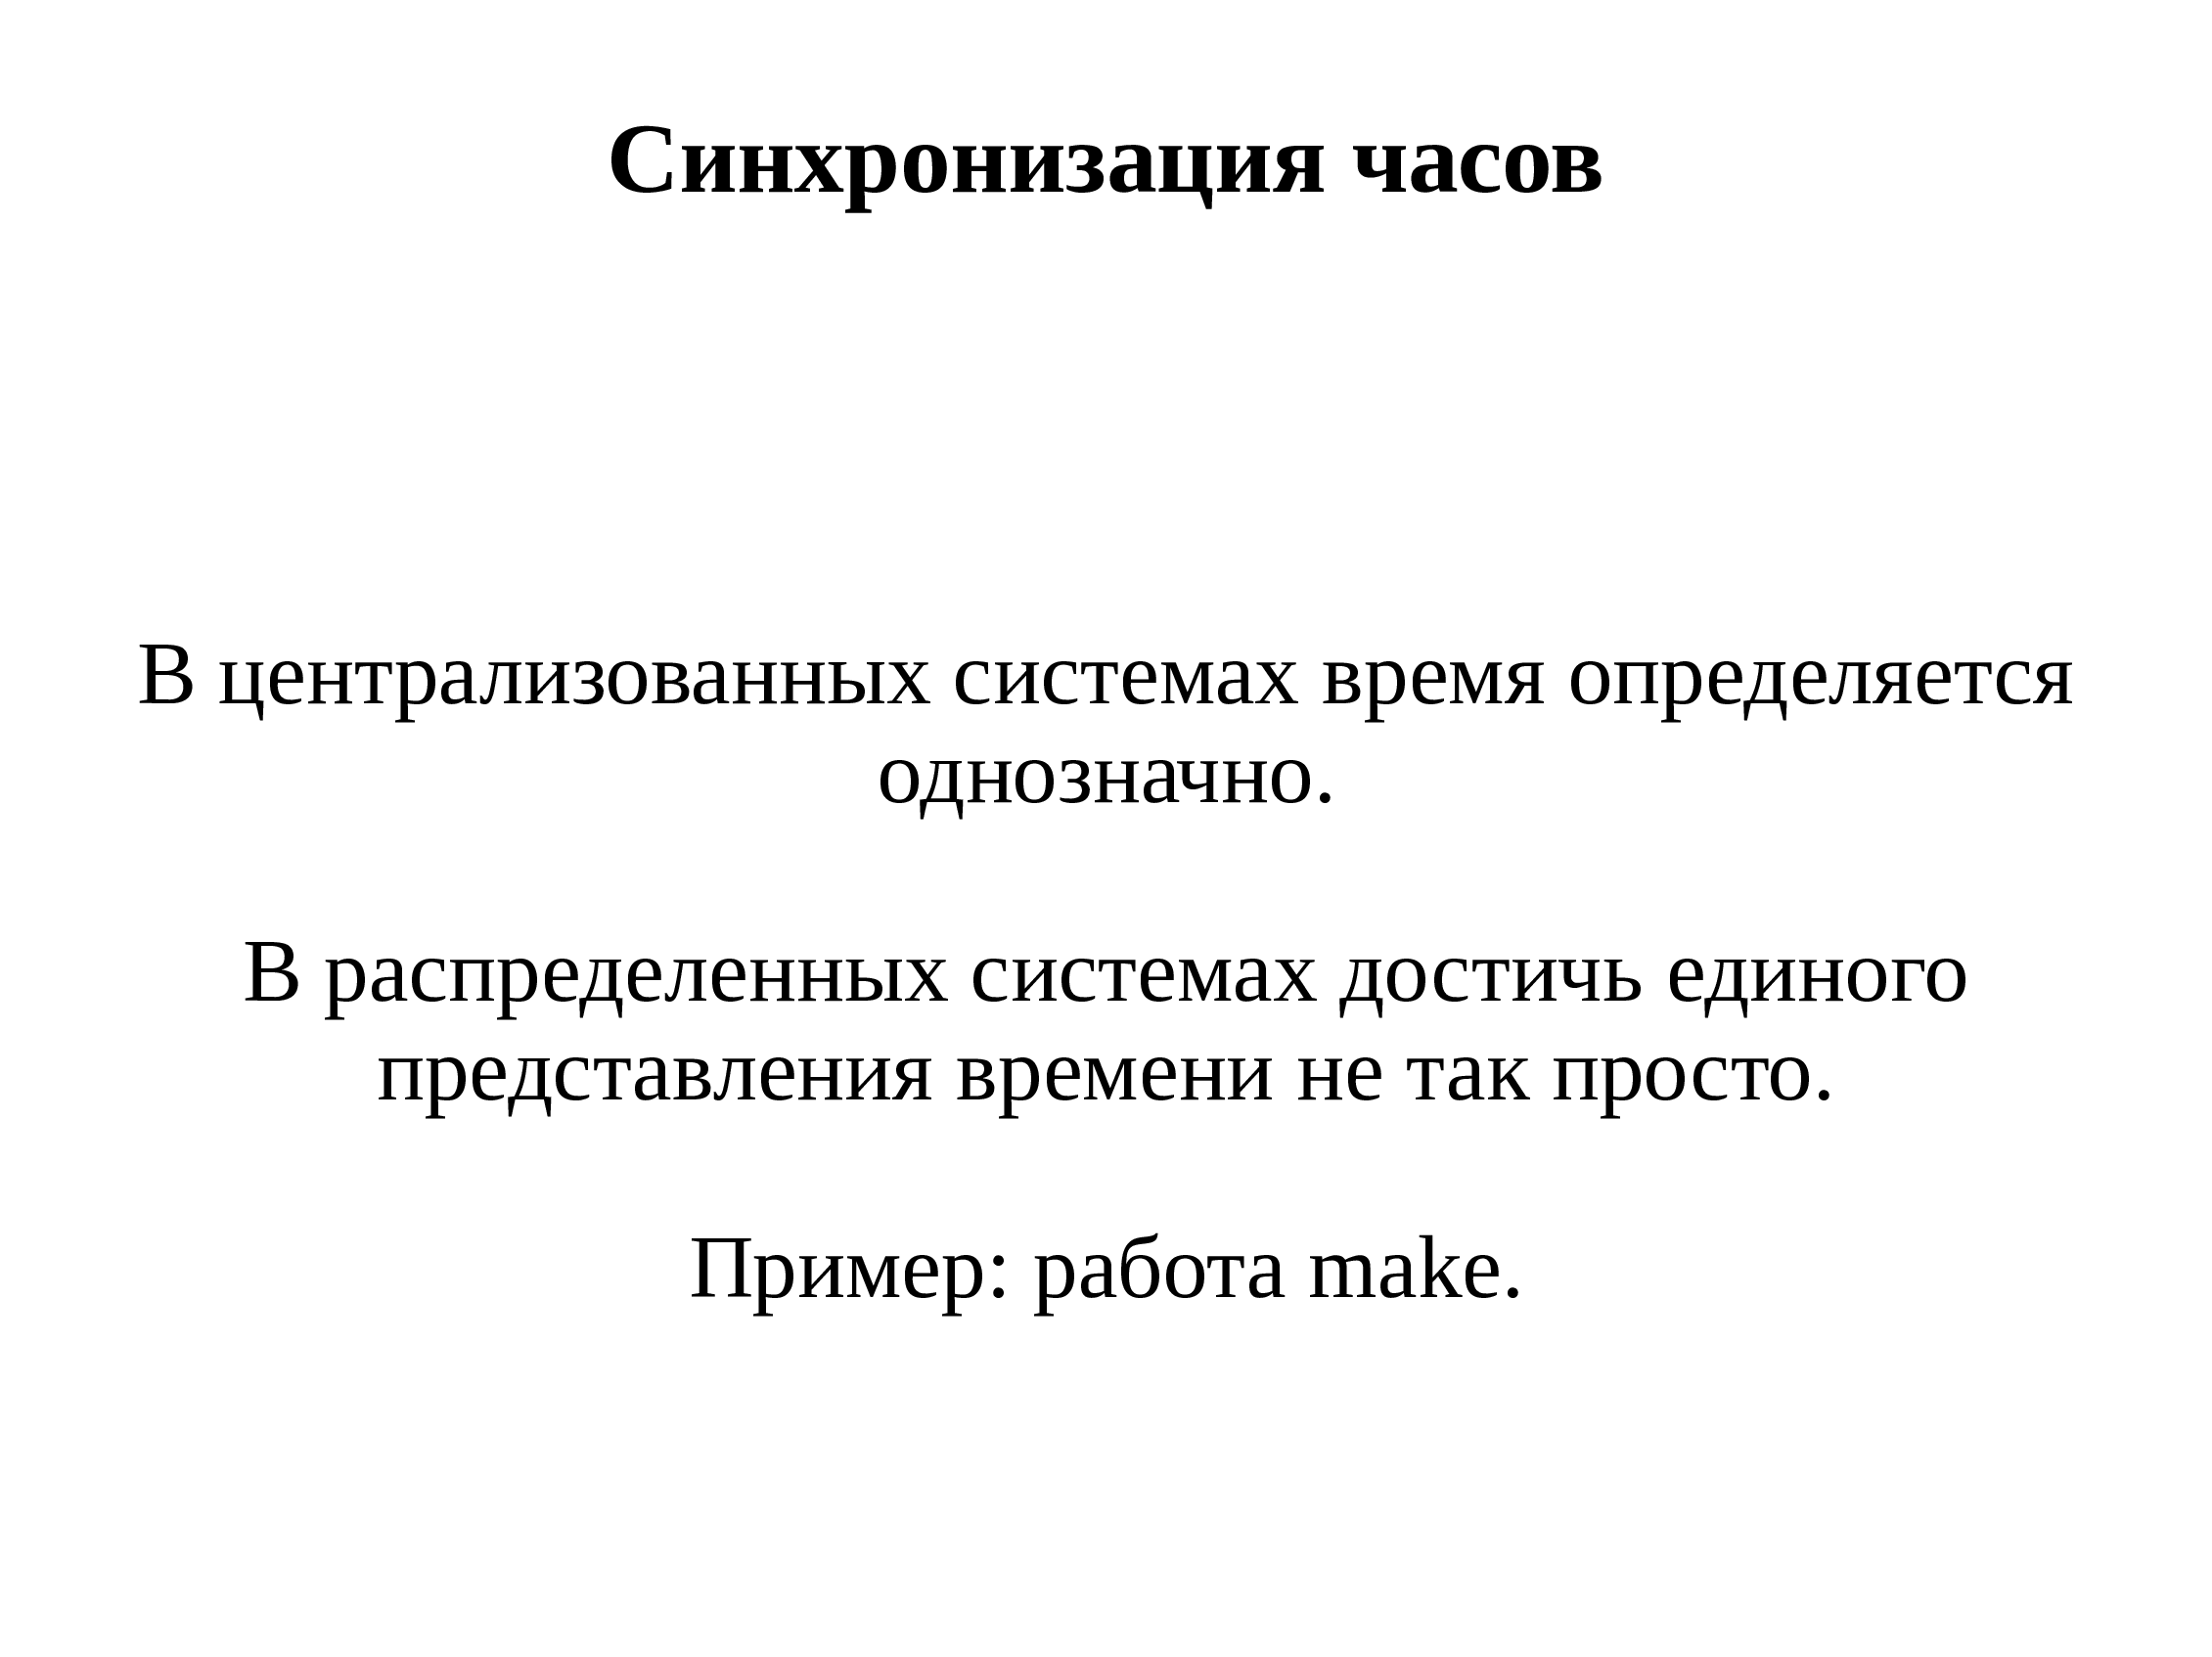 Синхронизация часов
В централизованных системах время определяется
однозначно.
В распределенных системах достичь единого
представления времени не так просто.
Пример: работа make.